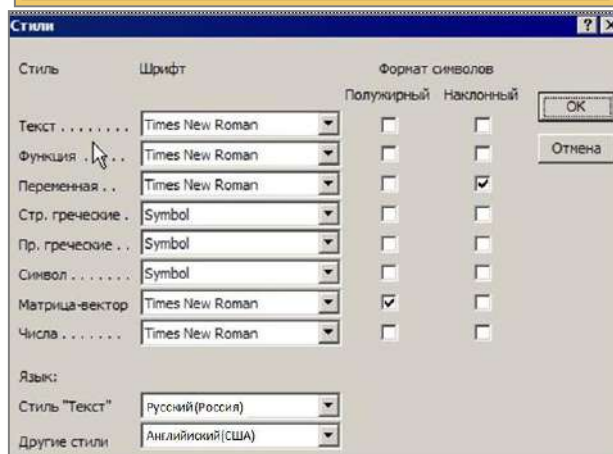 Стили
Стиль Шрифт Формат символов
Полужирный Наклонный
OK
Текст . . . . . . . . Times New Roman
Функция . . . . Times New Roman
Отмена
Переменная . . Times New Roman
Стр. греческие . Symbol
Пр. греческие . . Symbol
Символ . . . . . . . Symbol
Матрица-вектор Times New Roman
Числа . . . . . . . Times New Roman
Язык:
Стиль "Текст" Русский(Россия)
Другие стили Английиский(США)